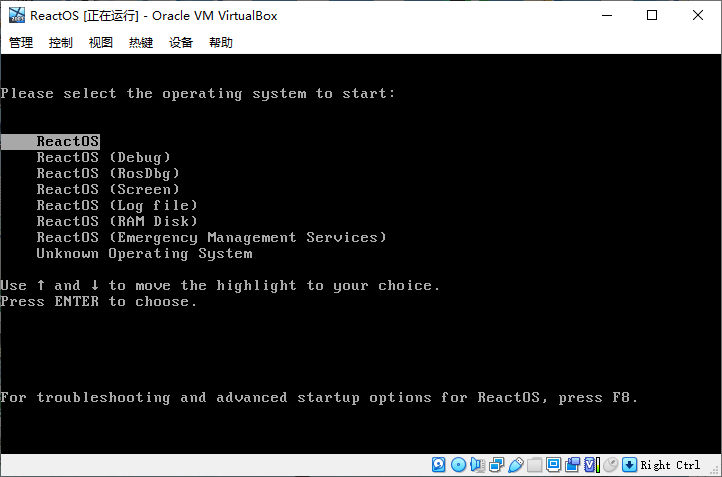 ReactOS [正在运行] - Oracle VM VirtualBox
管理 控制 视图 热键 设备 帮助
Please select the operating system to start:
ReactOS
ReactOS (Debug)
ReactOS (RosDbg)
ReactOS (Screen)
ReactOS (Log file)
ReactOS (RAM Disk)
ReactOS (Emergency Management Services)
Unknown Operating System
Use ↑ and ↓ to move the highlight to your choice.
Press ENTER to choose.
For troubleshooting and advanced startup options for ReactOS, press F8.
Right Ctrl